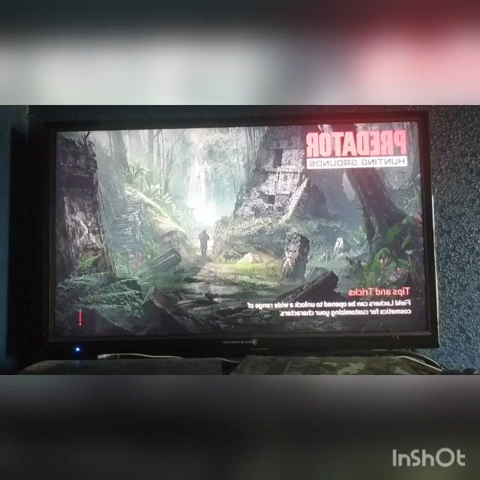 PREDATOR
HUNTING GROUNDS
Tips and Tricks
Field Lockers can be opened to unlock a wide range of
cosmetics for customizing your characters.
InShOt